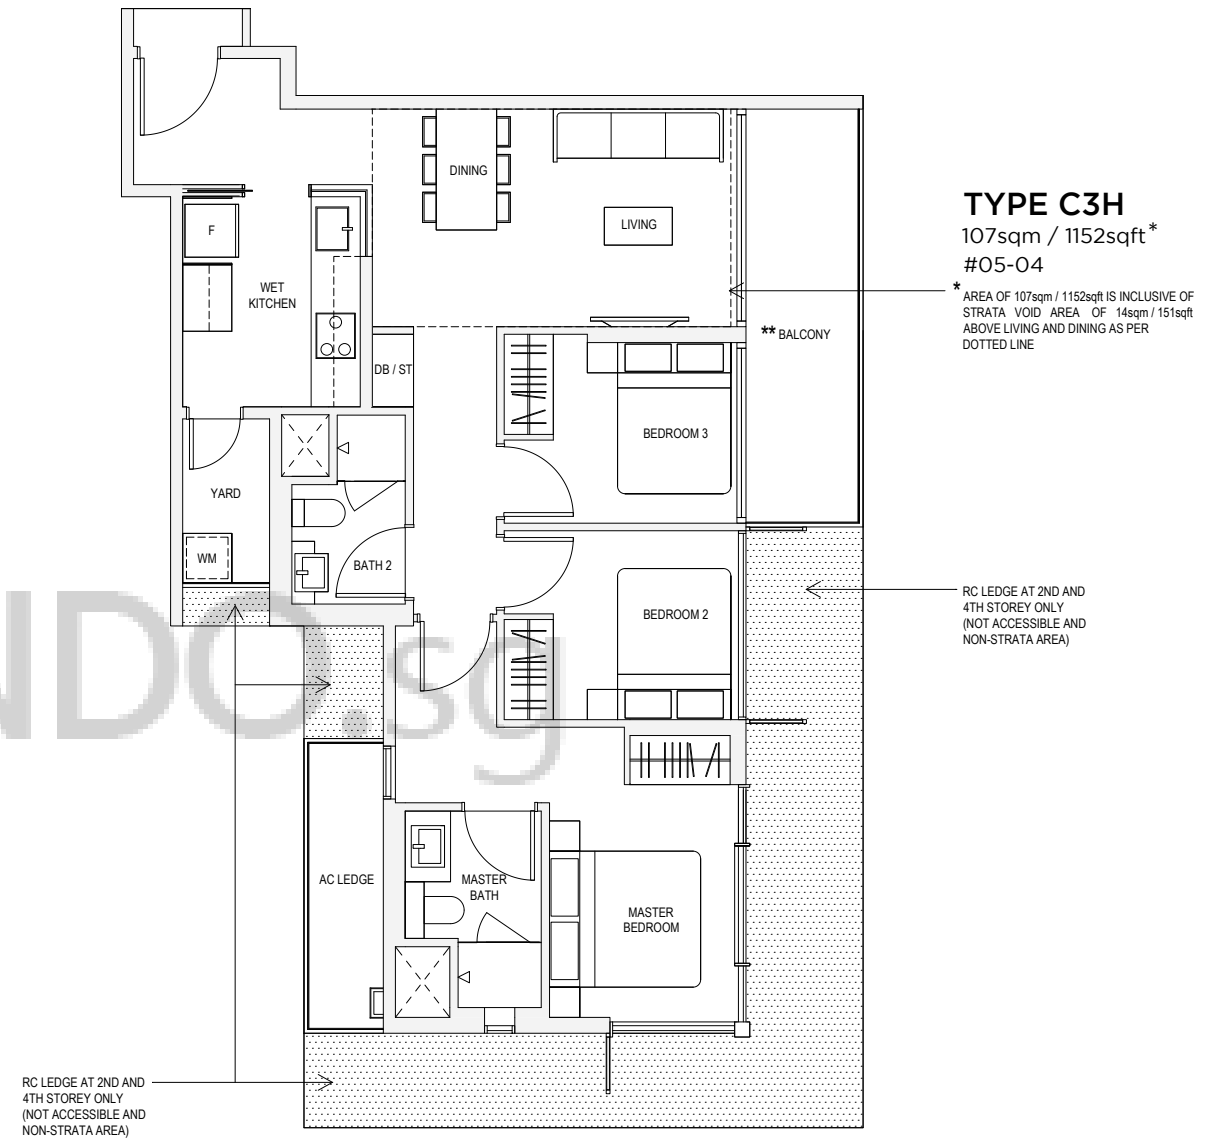 DINING
LIVING
F
WET
KITCHEN
DB / ST
** BALCONY
BEDROOM 3
YARD
WM
BATH 2
BEDROOM 2
AC LEDGE
MASTER
BATH
MASTER
BEDROOM
TYPE C3H
107sqm / 1152sqft*
#05-04
* AREA OF 107sqm / 1152sqft IS INCLUSIVE OF
STRATA VOID AREA OF 14sqm / 151sqft
ABOVE LIVING AND DINING AS PER
DOTTED LINE
RC LEDGE AT 2ND AND
4TH STOREY ONLY
(NOT ACCESSIBLE AND
NON-STRATA AREA)
RC LEDGE AT 2ND AND
4TH STOREY ONLY
(NOT ACCESSIBLE AND
NON-STRATA AREA)
NDO.sg